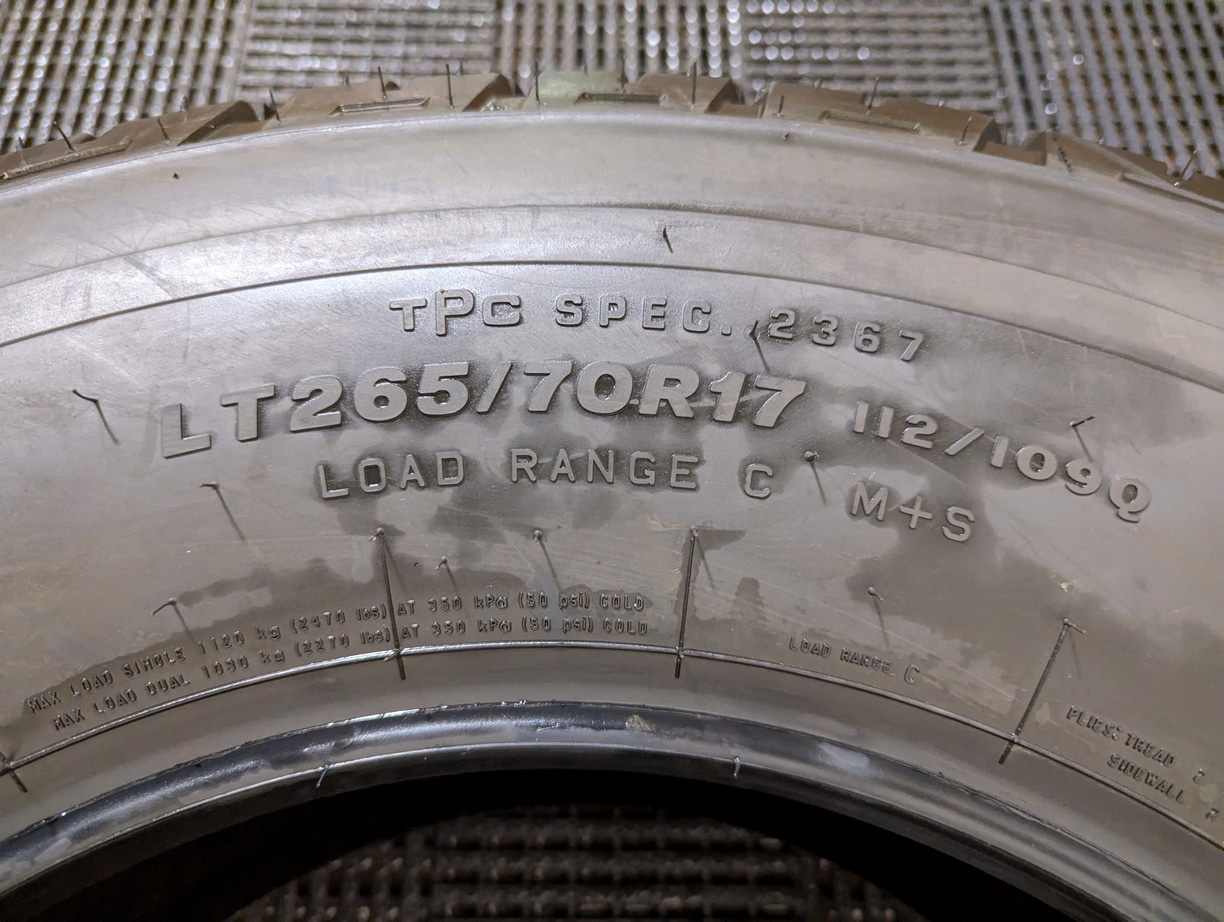 TPC SPEC. 2367
LT265/70R17 112/109Q
LOAD RANGE C M+S
MAX LOAD SINGLE 1120 kg (2470 lbs) AT 350 kPa (50 psi) COLD
MAX LOAD DUAL 1030 kg (2270 lbs) AT 350 kPa (50 psi) COLD
LOAD RANGE C
PLIES: TREAD
SIDEWALL